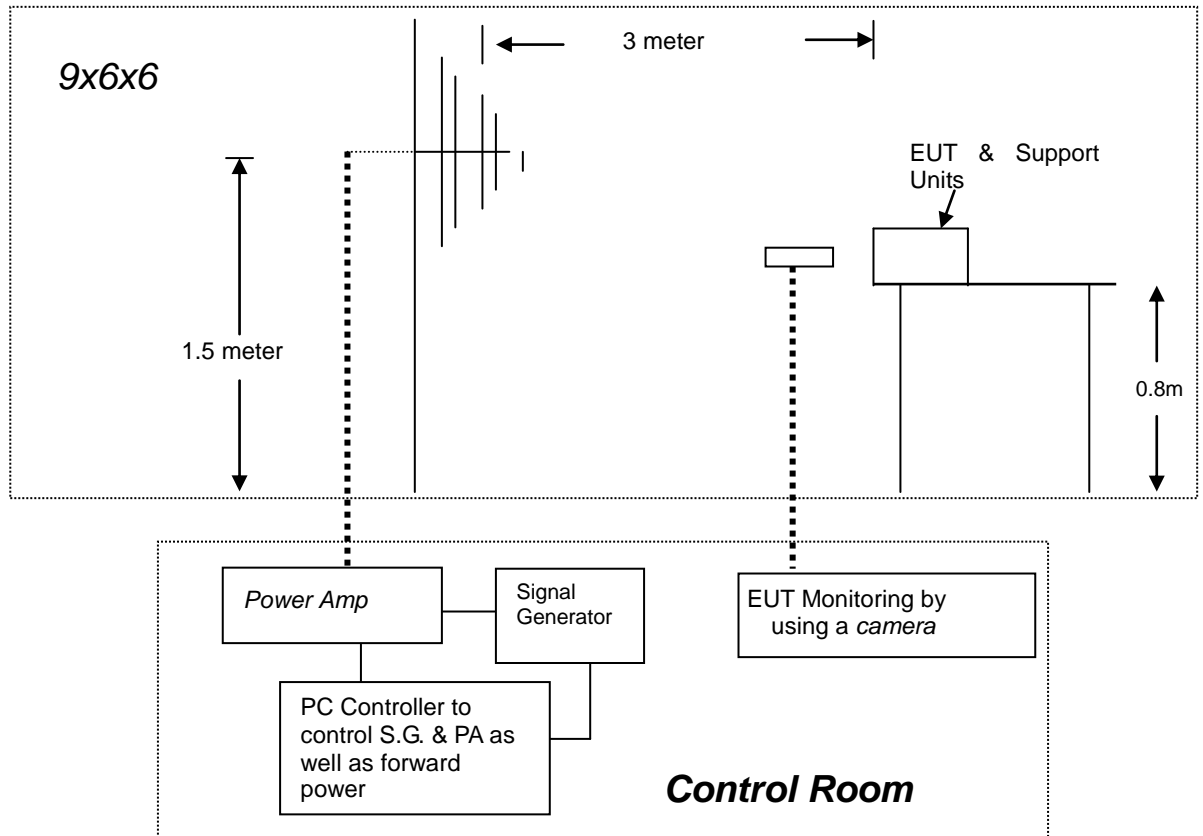 3 meter
9x6x6
EUT & Support
Units
1.5 meter
0.8m
Power Amp
Signal
Generator
EUT Monitoring by
using a camera
PC Controller to
control S.G. & PA as
well as forward
power
Control Room